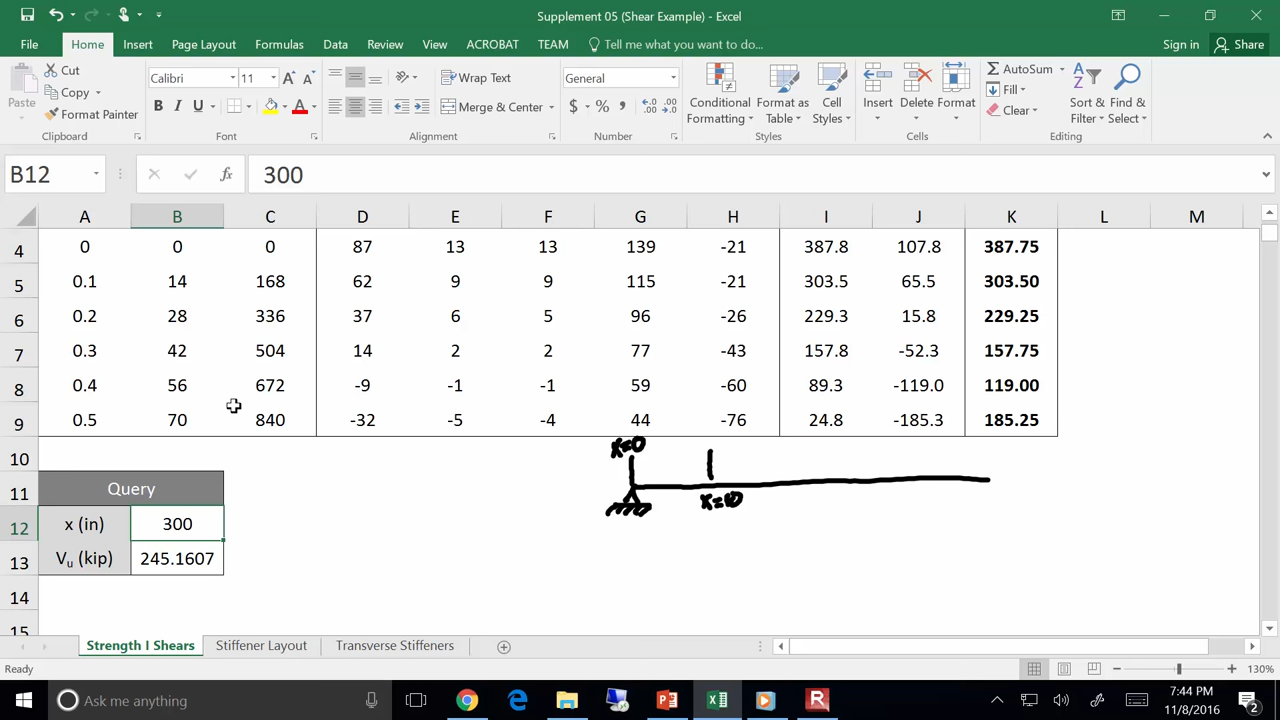 Supplement 05 (Shear Example) - Excel
File Home Insert Page Layout Formulas Data Review View ACROBAT TEAM Tell me what you want to do... Sign in Share
Paste
Cut
Copy
Format Painter
Calibri 11
B I U
Wrap Text
Merge & Center
General
$ % ,
Conditional Formatting
Format as Table
Cell Styles
Insert
Delete
Format
AutoSum
Fill
Clear
Sort & Filter
Find & Select
Clipboard Font Alignment Number Styles Cells Editing
B12 fx 300
A B C D E F G H I J K L M
4 0 0 0 87 13 13 139 -21 387.8 107.8 387.75
5 0.1 14 168 62 9 9 115 -21 303.5 65.5 303.50
6 0.2 28 336 37 6 5 96 -26 229.3 15.8 229.25
7 0.3 42 504 14 2 2 77 -43 157.8 -52.3 157.75
8 0.4 56 672 -9 -1 -1 59 -60 89.3 -119.0 119.00
9 0.5 70 840 -32 -5 -4 44 -76 24.8 -185.3 185.25
10 x=0
11 Query
x=
12 x (in) 300
13 Vu (kip) 245.1607
14
15
Strength I Shears Stiffener Layout Transverse Stiffeners
Ready 130%
Ask me anything
7:44 PM
11/8/2016
2